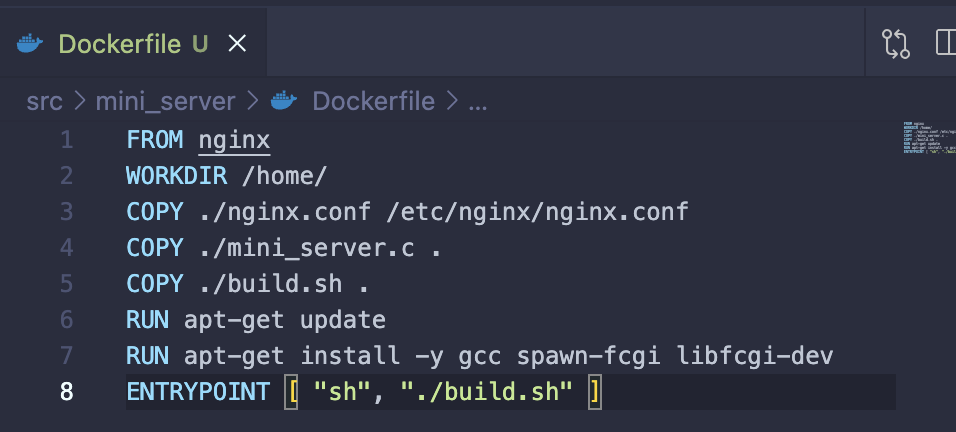 Dockerfile U
src > mini_server > Dockerfile > ...
1 FROM nginx
2 WORKDIR /home/
3 COPY ./nginx.conf /etc/nginx/nginx.conf
4 COPY ./mini_server.c .
5 COPY ./build.sh .
6 RUN apt-get update
7 RUN apt-get install -y gcc spawn-fcgi libfcgi-dev
8 ENTRYPOINT [ "sh", "./build.sh" ]